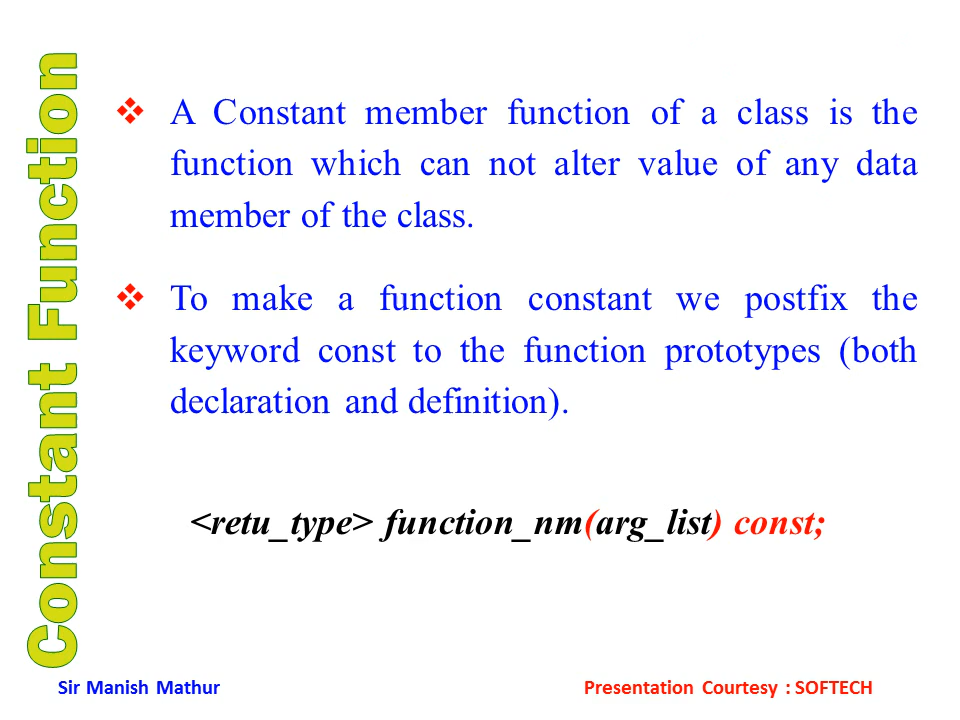 Constant Function
❖ A Constant member function of a class is the
function which can not alter value of any data
member of the class.
❖ To make a function constant we postfix the
keyword const to the function prototypes (both
declaration and definition).
<retu_type> function_nm(arg_list) const;
Sir Manish Mathur
Presentation Courtesy : SOFTECH